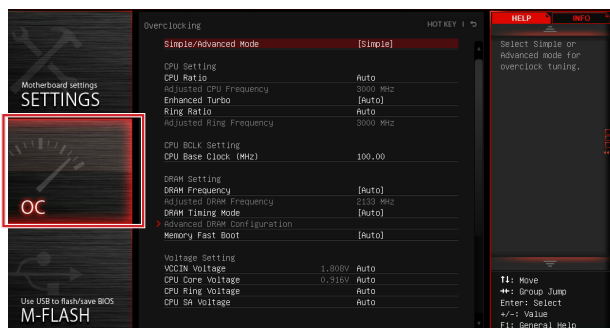 Motherboard settings
SETTINGS
OC
Use USB to flash/save BIOS
M-FLASH
Overclocking
HOT KEY |
Simple/Advanced Mode [Simple]
CPU Setting
CPU Ratio Auto
Adjusted CPU Frequency 3000 MHz
Enhanced Turbo [Auto]
Ring Ratio Auto
Adjusted Ring Frequency 3000 MHz
CPU BCLK Setting
CPU Base Clock (MHz) 100.00
DRAM Setting
DRAM Frequency [Auto]
Adjusted DRAM Frequency 2133 MHz
DRAM Timing Mode [Auto]
> Advanced DRAM Configuration
Memory Fast Boot [Auto]
Voltage Setting
VCCIN Voltage 1.808V Auto
CPU Core Voltage 0.916V Auto
CPU Ring Voltage Auto
CPU SA Voltage Auto
HELP INFO
Select Simple or
Advanced mode for
overclock tuning.
↑↓: Move
→←: Group Jump
Enter: Select
+/-: Value
F1: General Help